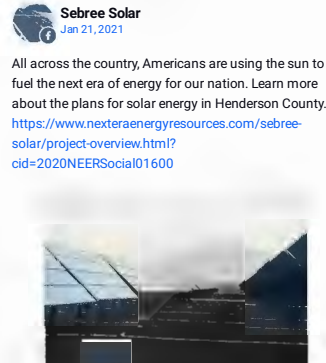 Sebree Solar
Jan 21, 2021
All across the country, Americans are using the sun to
fuel the next era of energy for our nation. Learn more
about the plans for solar energy in Henderson County.
https://www.nexteraenergyresources.com/sebree-
solar/project-overview.html?
cid=2020NEERSocial01600